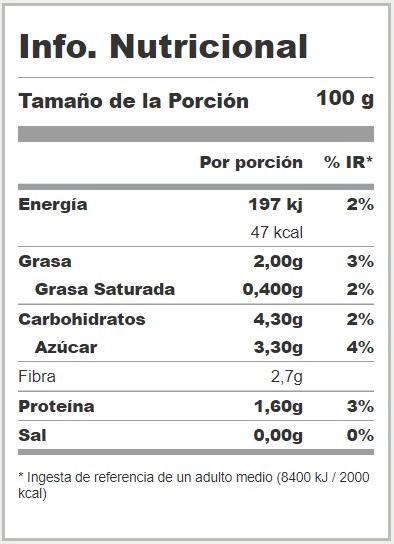 Info. Nutricional
Tamaño de la Porción 100 g
Por porción % IR*
Energía 197 kj 2%
47 kcal
Grasa 2,00g 3%
Grasa Saturada 0,400g 2%
Carbohidratos 4,30g 2%
Azúcar 3,30g 4%
Fibra 2,7g
Proteína 1,60g 3%
Sal 0,00g 0%
* Ingesta de referencia de un adulto medio (8400 kJ / 2000
kcal)